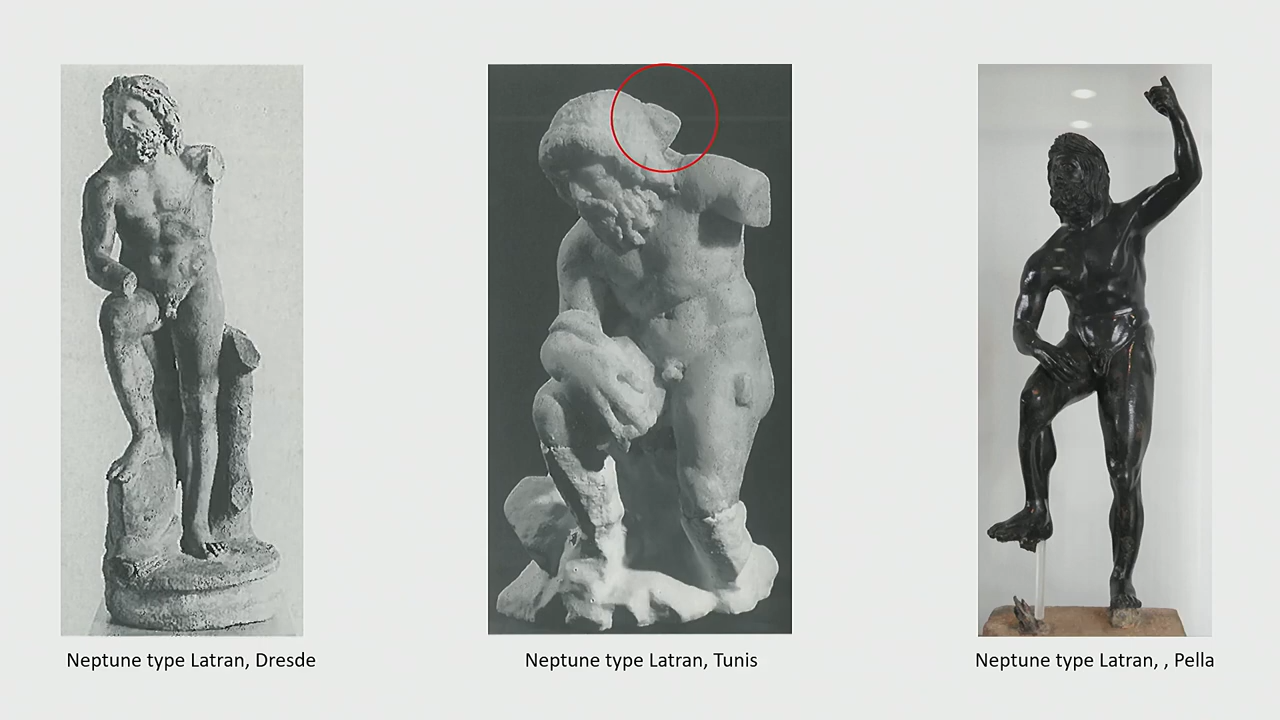 Neptune type Latran, Dresde
Neptune type Latran, Tunis
Neptune type Latran, , Pella